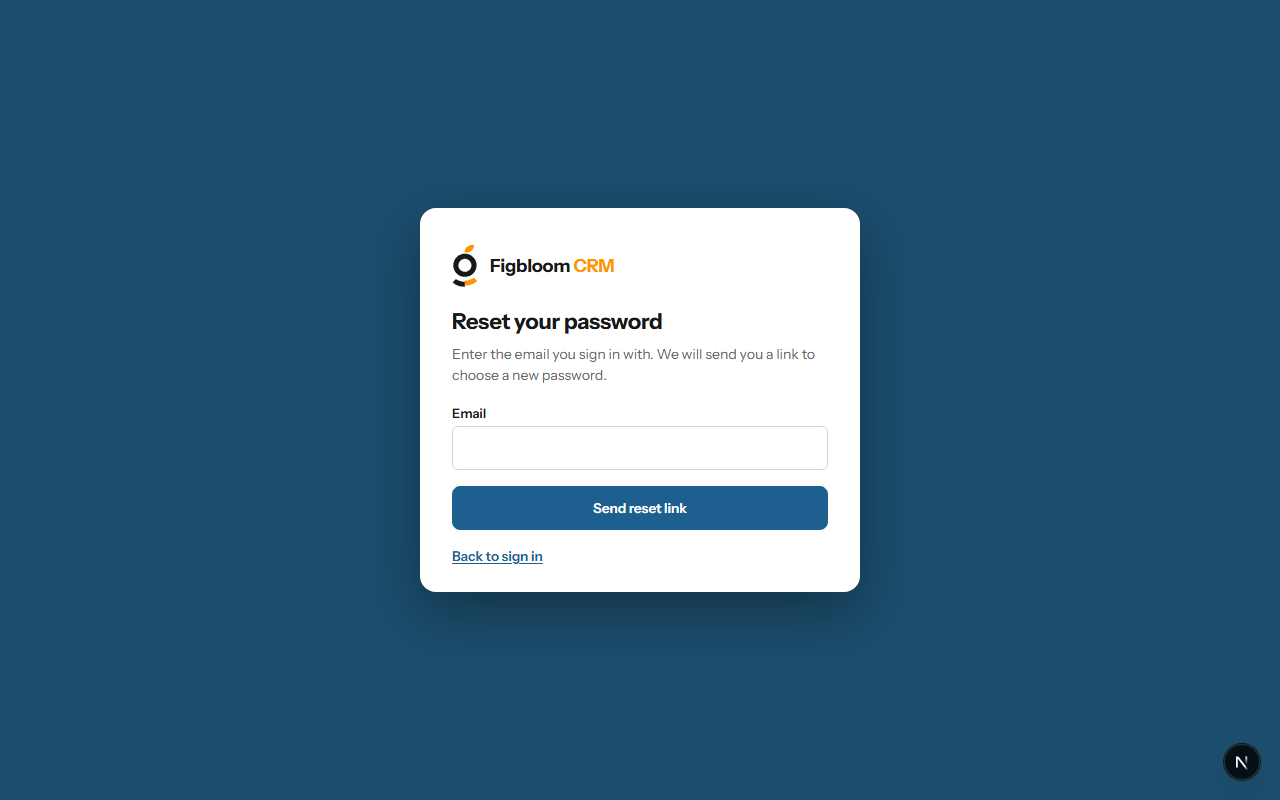 Figbloom CRM
Reset your password
Enter the email you sign in with. We will send you a link to
choose a new password.
Email
Send reset link
Back to sign in
N